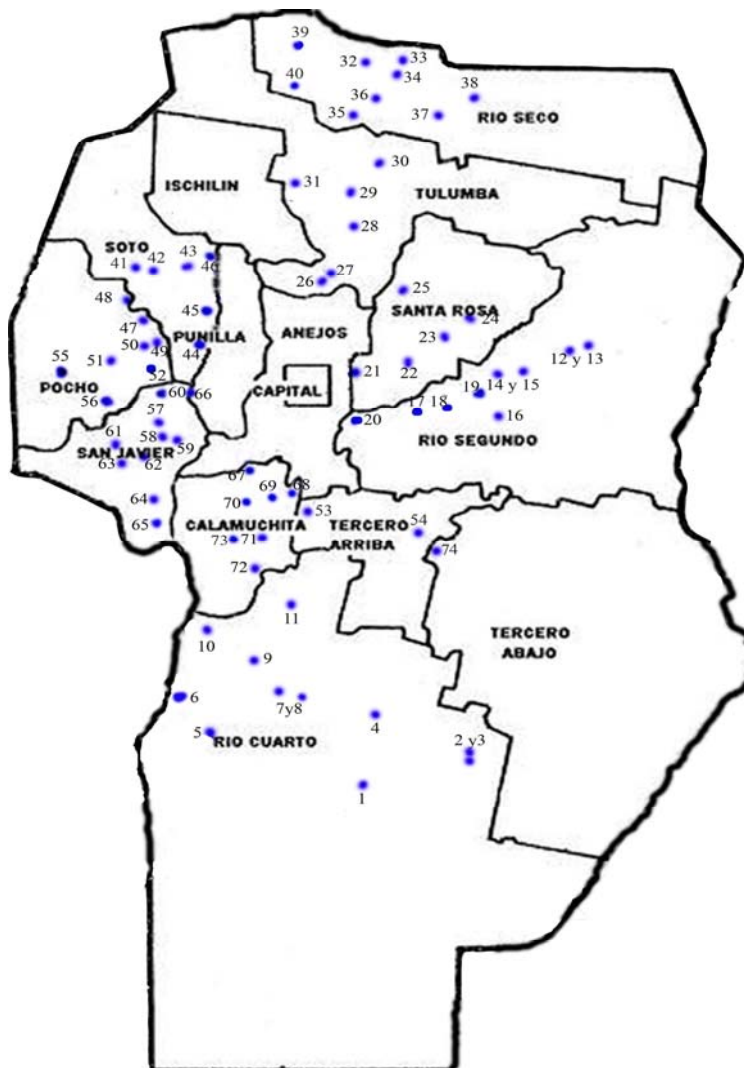 39
33
32
34
40
38
36
35
37
RIO SECO
30
ISCHILIN
31
29
TULUMBA
28
SOTO
43
41 42
46
27
26
25
48
SANTA ROSA
45
24
47
PUNILLA
ANEJOS
23
50 49
44
12 y 13
51
55
52
22
14 y 15
POCHO
21
60 66
CAPITAL
19
56
57
17 18
16
20
58
59
RIO SEGUNDO
61
SAN JAVIER
63 62
67
69 68
64
70
53
CALAMUCHITA
TERCERO
54
65
73 71
ARRIBA
74
72
11
10
TERCERO
ABAJO
9
6
7y8
4
5
RIO CUARTO
2 y3
1